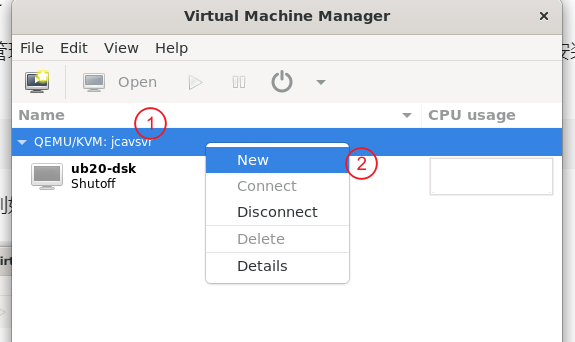 Virtual Machine Manager
File Edit View Help
Open
Name CPU usage
1
QEMU/KVM: jcavsvr
New
2
ub20-dsk
Shutoff
Connect
Disconnect
Delete
Details